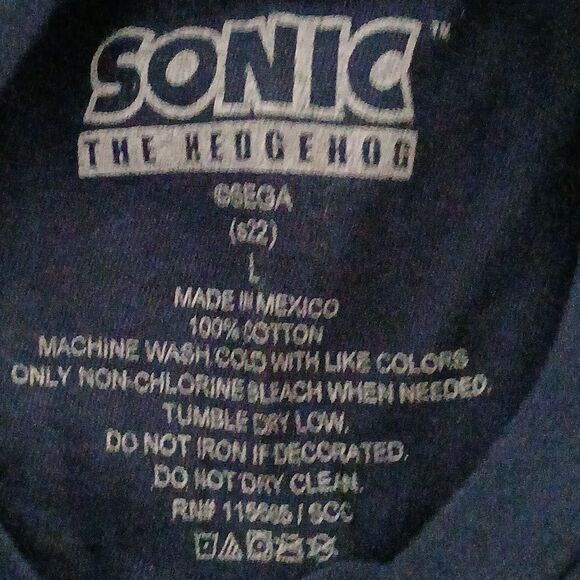 SONIC™
THE HEDGEHOG
©SEGA
(s22)
L
MADE IN MEXICO
100% COTTON
MACHINE WASH COLD WITH LIKE COLORS
ONLY NON-CHLORINE BLEACH WHEN NEEDED.
TUMBLE DRY LOW.
DO NOT IRON IF DECORATED.
DO NOT DRY CLEAN.
RN# / SCC